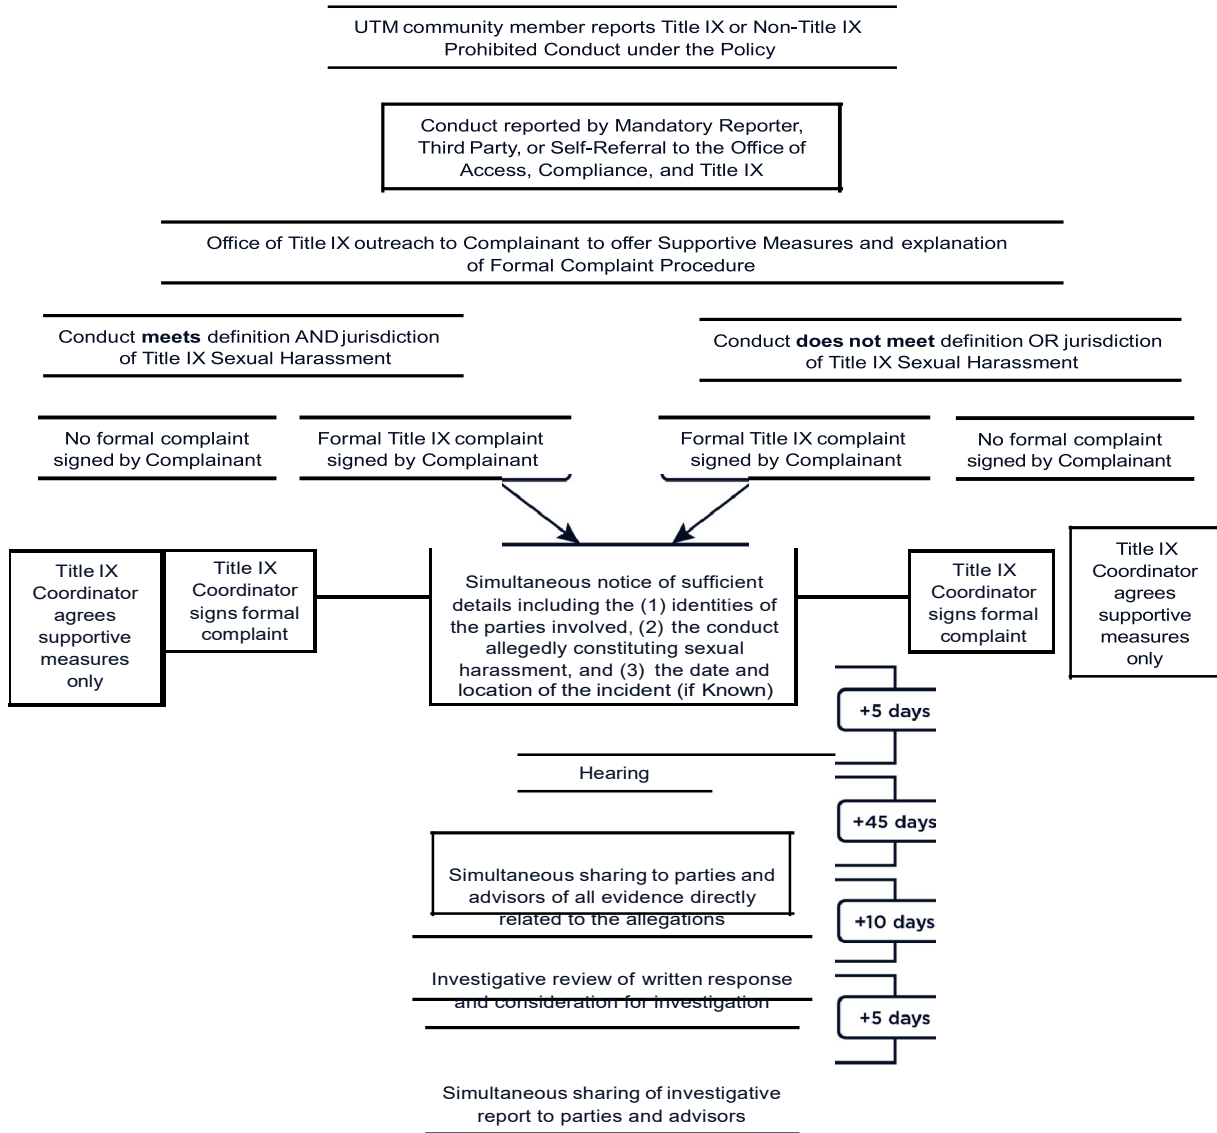 UTM community member reports Title IX or Non-Title IX
Prohibited Conduct under the Policy
Conduct reported by Mandatory Reporter,
Third Party, or Self-Referral to the Office of
Access, Compliance, and Title IX
Office of Title IX outreach to Complainant to offer Supportive Measures and explanation
of Formal Complaint Procedure
Conduct meets definition AND jurisdiction
of Title IX Sexual Harassment
Conduct does not meet definition OR jurisdiction
of Title IX Sexual Harassment
No formal complaint
signed by Complainant
Formal Title IX complaint
signed by Complainant
Formal Title IX complaint
signed by Complainant
No formal complaint
signed by Complainant
Title IX
Coordinator
agrees
supportive
measures
only
Title IX
Coordinator
signs formal
complaint
Simultaneous notice of sufficient
details including the (1) identities of
the parties involved, (2) the conduct
allegedly constituting sexual
harassment, and (3) the date and
location of the incident (if Known)
Title IX
Coordinator
signs formal
complaint
Title IX
Coordinator
agrees
supportive
measures
only
+5 days
Hearing
+45 days
Simultaneous sharing to parties and
advisors of all evidence directly
related to the allegations
+10 days
Investigative review of written response
and consideration for investigation
+5 days
Simultaneous sharing of investigative
report to parties and advisors